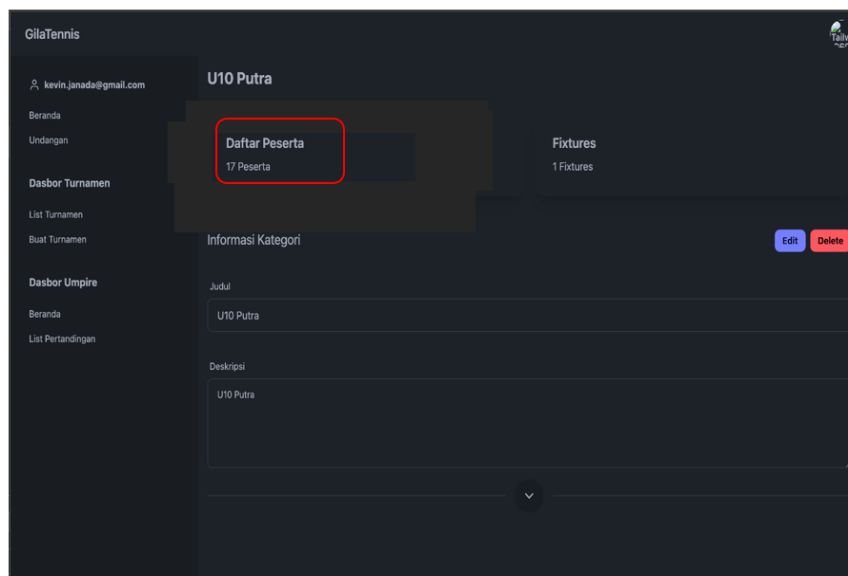 GilaTennis
kevin.janada@gmail.com
Beranda
Undangan
Dasbor Turnamen
List Turnamen
Buat Turnamen
Dasbor Umpire
Beranda
List Pertandingan
U10 Putra
Daftar Peserta
17 Peserta
Fixtures
1 Fixtures
Informasi Kategori
Edit
Delete
Judul
U10 Putra
Deskripsi
U10 Putra